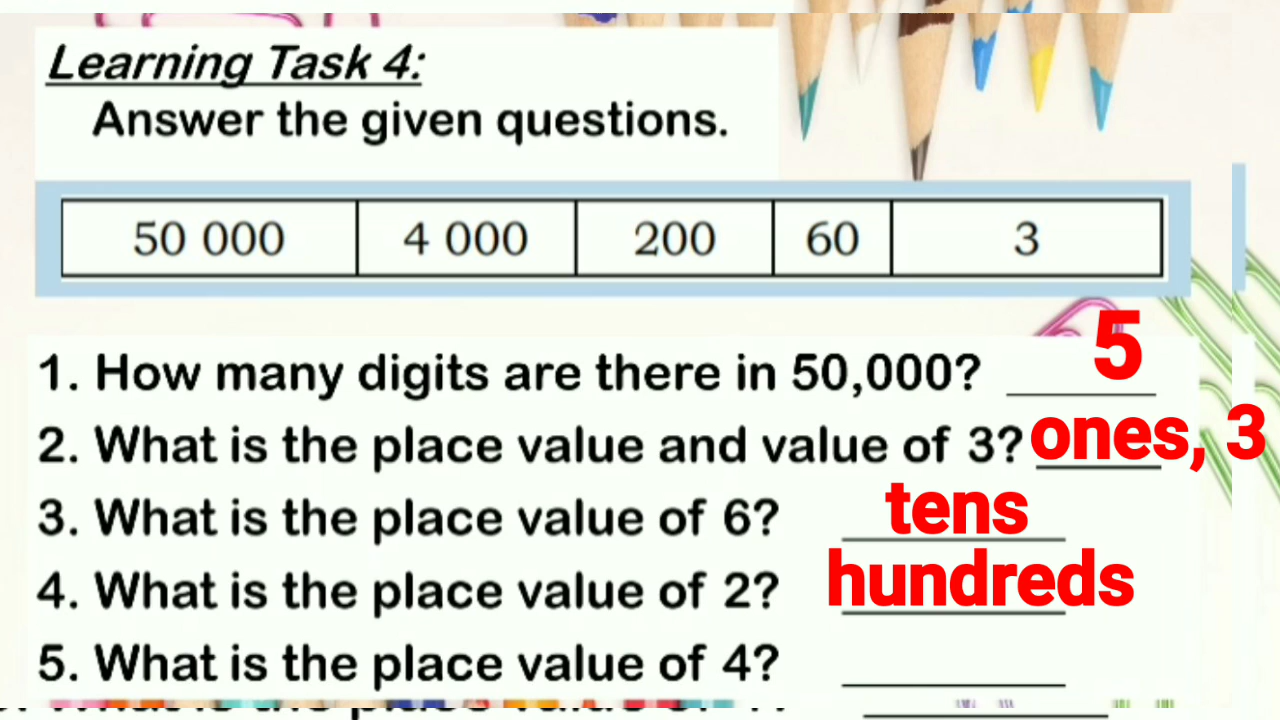 Learning Task 4:
Answer the given questions.
50 000 4 000 200 60 3
1. How many digits are there in 50,000? 5
2. What is the place value and value of 3? ones, 3
3. What is the place value of 6? tens
4. What is the place value of 2? hundreds
5. What is the place value of 4?